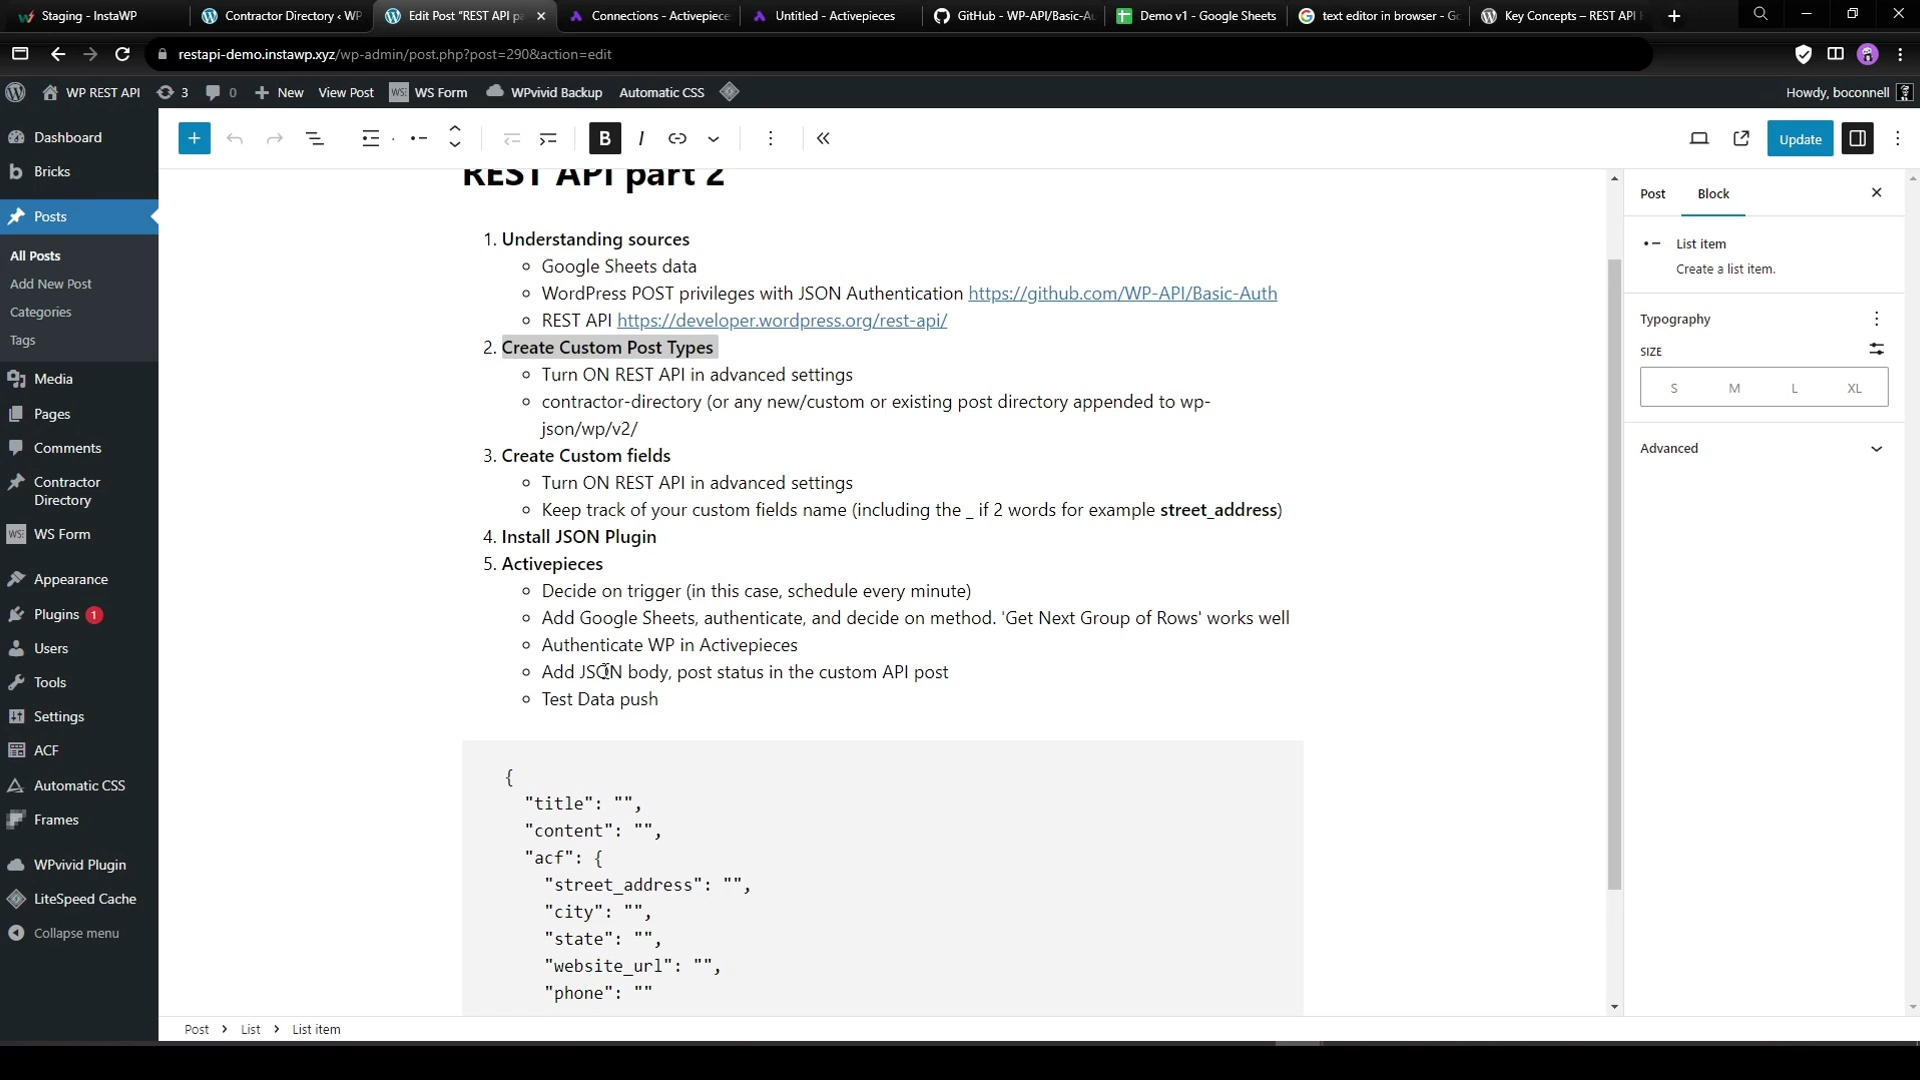 Staging - InstaWP
Contractor Directory ‹ WP
Edit Post "REST API pa
Connections - Activepiece
Untitled - Activepieces
GitHub - WP-API/Basic-Au
Demo v1 - Google Sheets
text editor in browser - Go
Key Concepts – REST API H
restapi-demo.instawp.xyz/wp-admin/post.php?post=290&action=edit
WP REST API
3
0
New
View Post
WS Form
WPvivid Backup
Automatic CSS
Howdy, boconnell
Dashboard
Bricks
Posts
All Posts
Add New Post
Categories
Tags
Media
Pages
Comments
Contractor
Directory
WS Form
Appearance
Plugins 1
Users
Tools
Settings
ACF
Automatic CSS
Frames
WPvivid Plugin
LiteSpeed Cache
Collapse menu
B
I
Update
REST API part 2
1. Understanding sources
Google Sheets data
WordPress POST privileges with JSON Authentication https://github.com/WP-API/Basic-Auth
REST API https://developer.wordpress.org/rest-api/
2. Create Custom Post Types
Turn ON REST API in advanced settings
contractor-directory (or any new/custom or existing post directory appended to wp-
json/wp/v2/
3. Create Custom fields
Turn ON REST API in advanced settings
Keep track of your custom fields name (including the _ if 2 words for example street_address)
4. Install JSON Plugin
5. Activepieces
Decide on trigger (in this case, schedule every minute)
Add Google Sheets, authenticate, and decide on method. 'Get Next Group of Rows' works well
Authenticate WP in Activepieces
Add JSON body, post status in the custom API post
Test Data push
{
"title": "",
"content": "",
"acf": {
"street_address": "",
"city": "",
"state": "",
"website_url": "",
"phone": ""
Post
Block
List item
Create a list item.
Typography
SIZE
S M L XL
Advanced
Post > List > List item